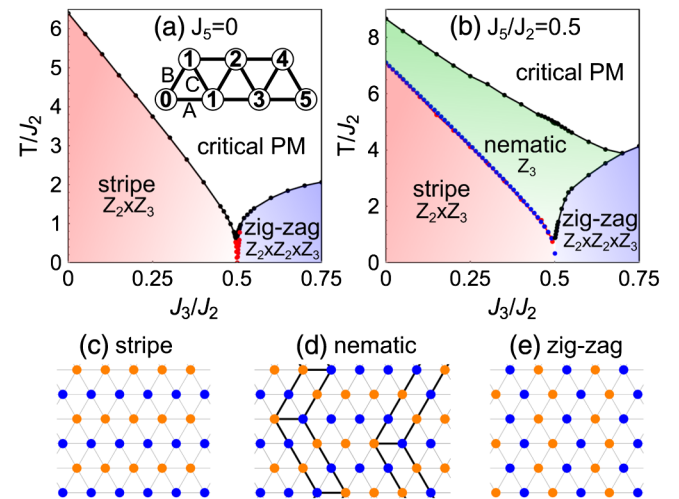 (a) J₅=0
T/J₂
6
5
4
3
2
1
0
1 2 4
B C
0 1 3 5
A
critical PM
stripe
Z₂xZ₃
zig-zag
Z₂xZ₂xZ₃
0 0.25 0.5 0.75
J₃/J₂
(b) J₅/J₂=0.5
T/J₂
8
6
4
2
0
critical PM
nematic
Z₃
stripe
Z₂xZ₃
zig-zag
Z₂xZ₂xZ₃
0 0.25 0.5 0.75
J₃/J₂
(c) stripe
(d) nematic
(e) zig-zag